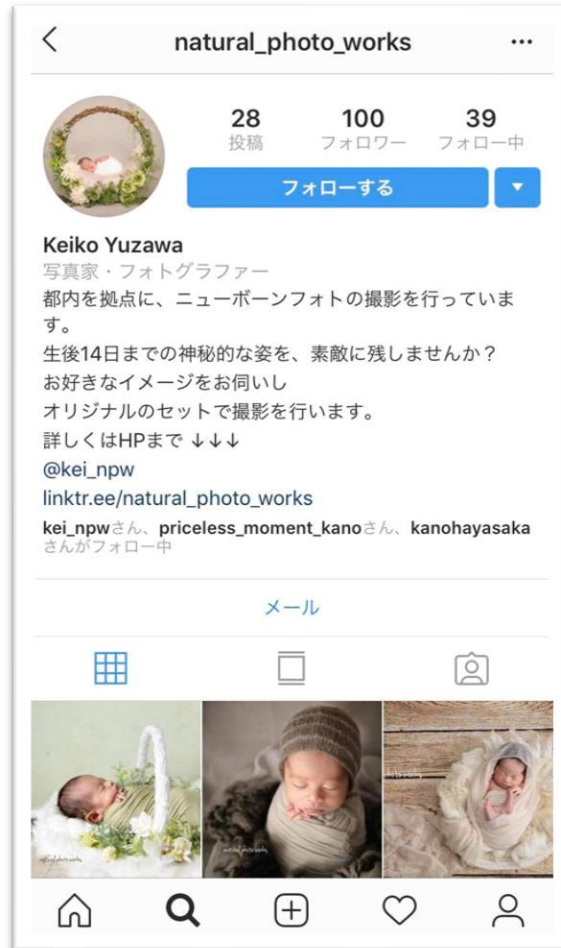 natural_photo_works
28 100 39
投稿 フォロワー フォロー中
フォローする
Keiko Yuzawa
写真家・フォトグラファー
都内を拠点に、ニューボーンフォトの撮影を行っていま
す。
生後14日までの神秘的な姿を、素敵に残しませんか？
お好きなイメージをお伺いし
オリジナルのセットで撮影を行います。
詳しくはHPまで ↓↓↓
@kei_npw
linktr.ee/natural_photo_works
kei_npwさん、priceless_moment_kanoさん、kanohayasaka
さんがフォロー中
メール
natural photo works